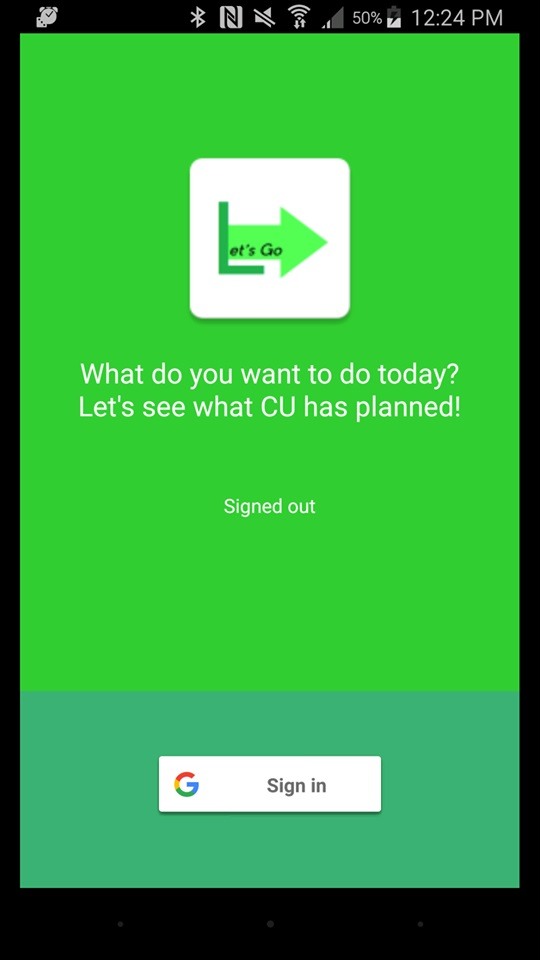 50% 12:24 PM
Let's Go
What do you want to do today?
Let's see what CU has planned!
Signed out
Sign in